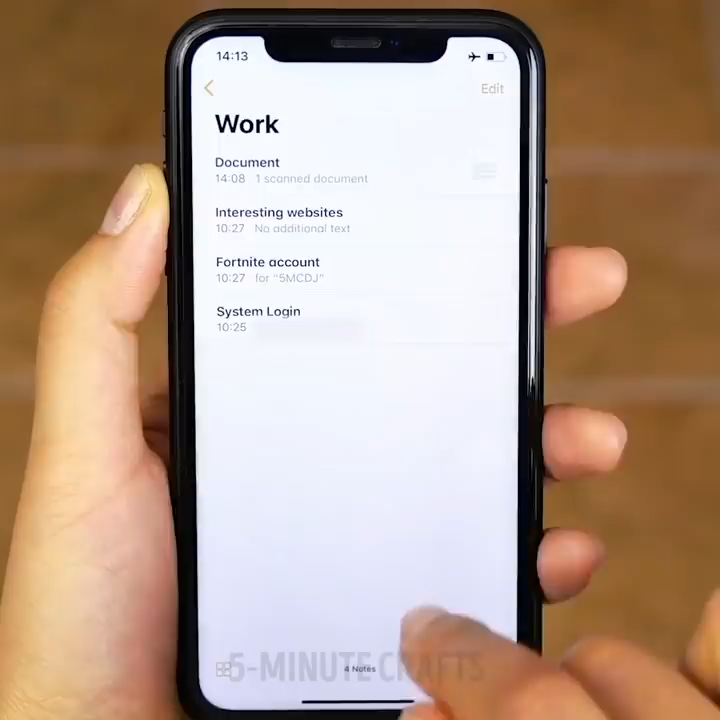 14:13
Edit
Work
Document
14:08 1 scanned document
Interesting websites
10:27 No additional text
Fortnite account
10:27 for "5MCDJ"
System Login
10:25
5-MINUTE CRAFTS
4 Notes